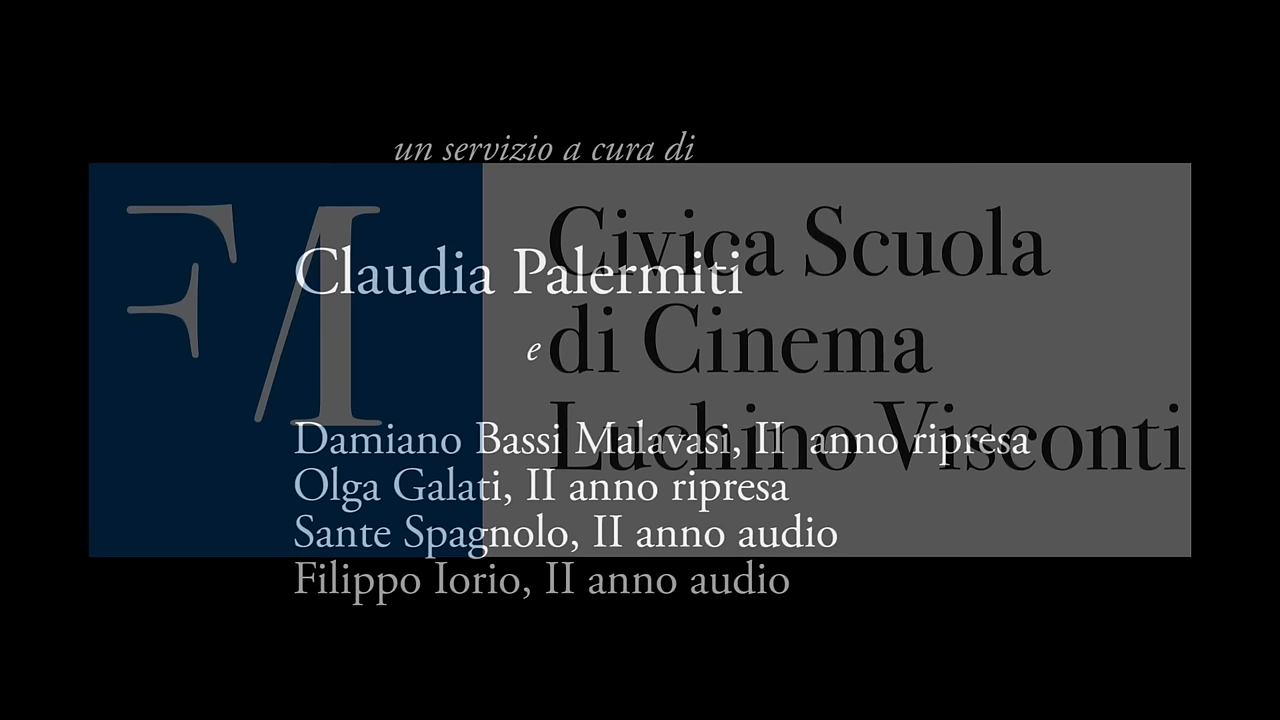 un servizio a cura di
Claudia Palermiti
e
Damiano Bassi Malavasi, II anno ripresa
Olga Galati, II anno ripresa
Sante Spagnolo, II anno audio
Filippo Iorio, II anno audio
FM
Civica Scuola
di Cinema
Luchino Visconti